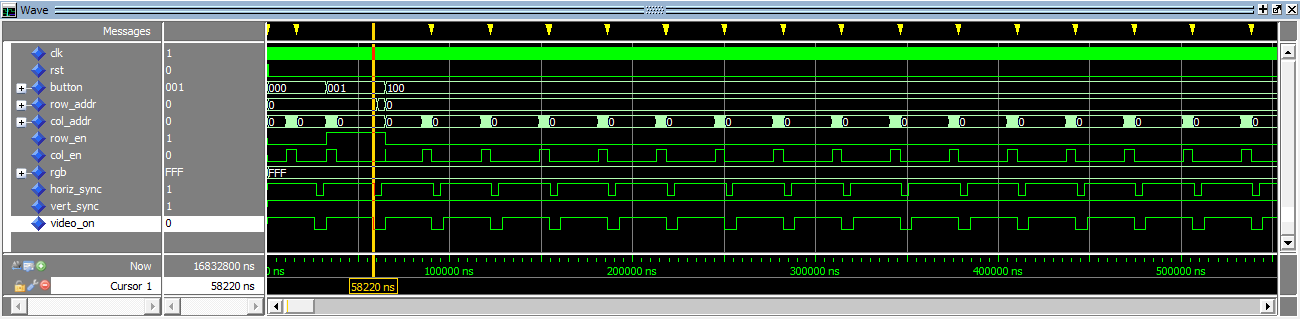 Wave
Messages
clk 1
rst 0
button 001 000 001 100
row_addr 0 0 0
col_addr 0 0 0 0 0 0 0 0 0 0 0 0 0 0 0 0 0 0 0
row_en 1
col_en 0
rgb FFF FFF
horiz_sync 1
vert_sync 1
video_on 0
Now 16832800 ns ns 100000 ns 200000 ns 300000 ns 400000 ns 500000 ns
Cursor 1 58220 ns 58220 ns